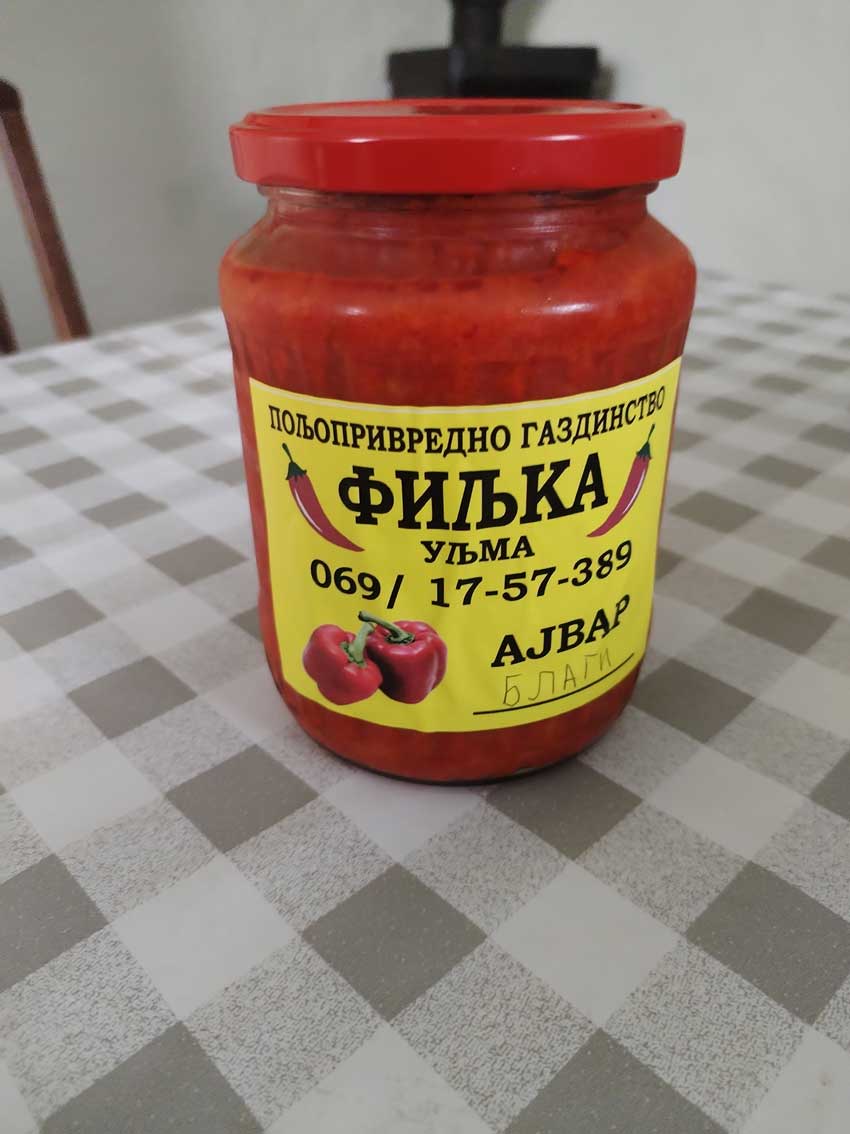 ПОЉОПРИВРЕДНО ГАЗДИНСТВО
ФИЉКА
УЉМА
069/ 17-57-389
АЈВАР
БЛАГИ